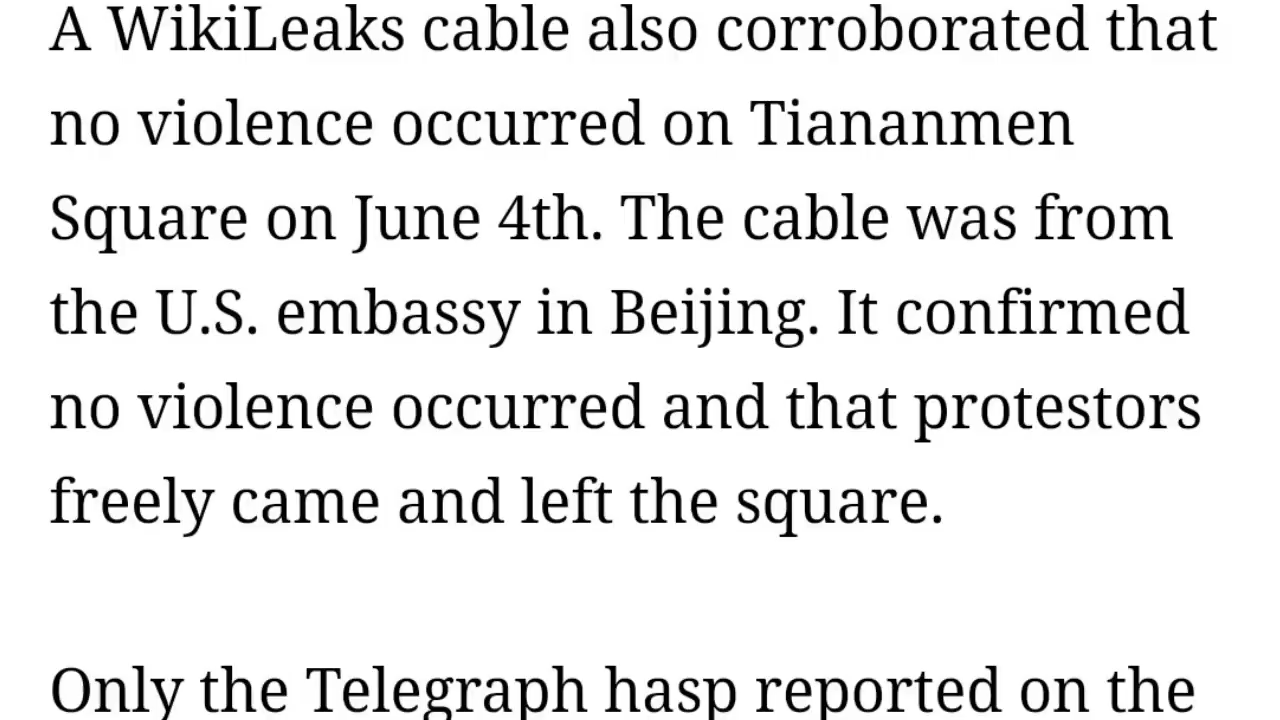 A WikiLeaks cable also corroborated that
no violence occurred on Tiananmen
Square on June 4th. The cable was from
the U.S. embassy in Beijing. It confirmed
no violence occurred and that protestors
freely came and left the square.
Only the Telegraph hasp reported on the